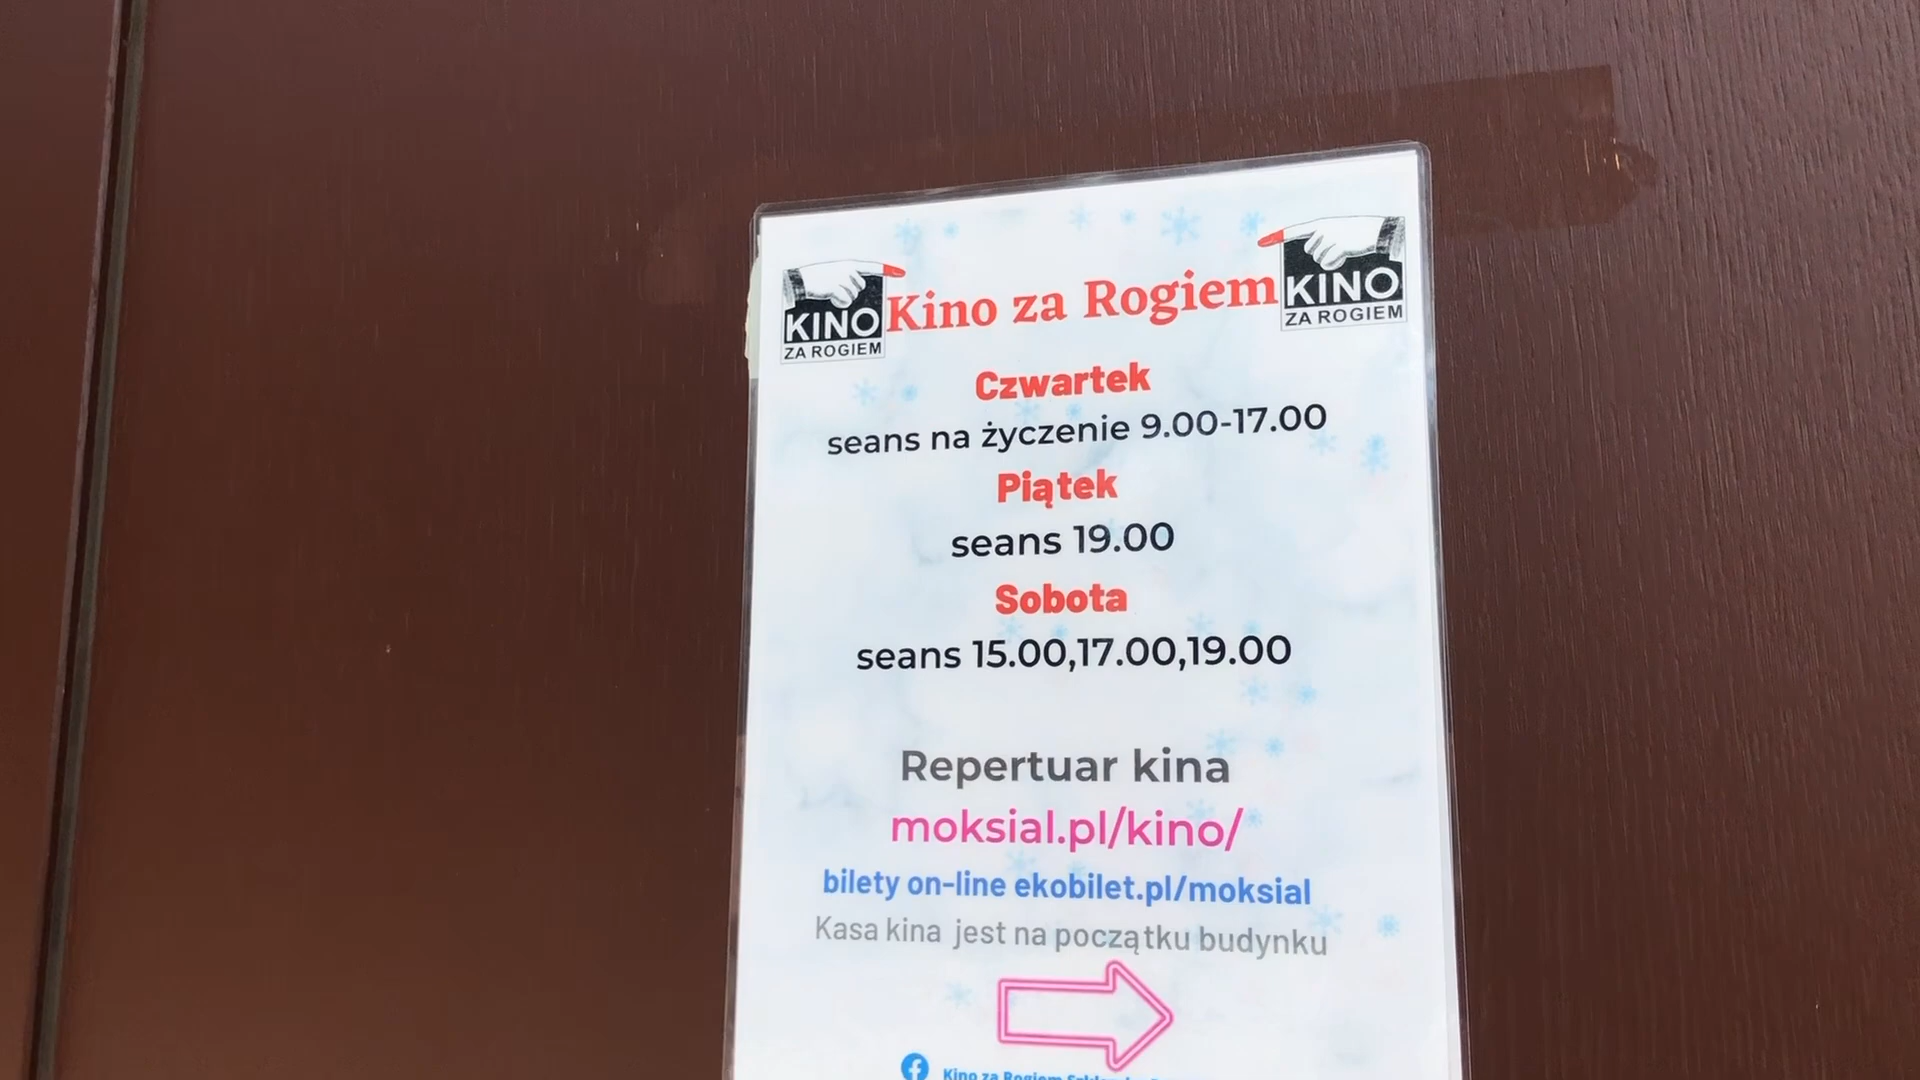 KINO
ZA ROGIEM
Kino za Rogiem
KINO
ZA ROGIEM
Czwartek
seans na życzenie 9.00-17.00
Piątek
seans 19.00
Sobota
seans 15.00,17.00,19.00
Repertuar kina
moksial.pl/kino/
bilety on-line ekobilet.pl/moksial
Kasa kina jest na początku budynku
Kino za Rogiem